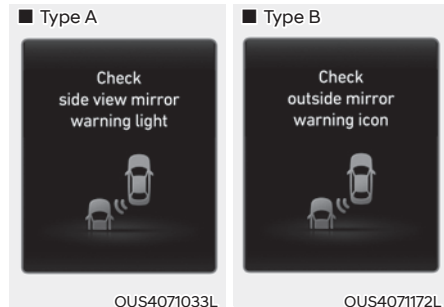 ■ Type A
Check
side view mirror
warning light
OUS4071033L
■ Type B
Check
outside mirror
warning icon
OUS4071172L